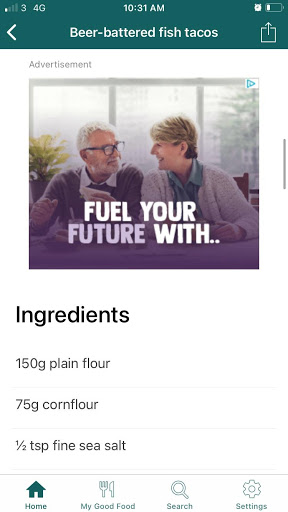 3 4G 10:31 AM
Beer-battered fish tacos
Advertisement
FUEL YOUR
FUTURE WITH..
Ingredients
150g plain flour
75g cornflour
½ tsp fine sea salt
Home My Good Food Search Settings